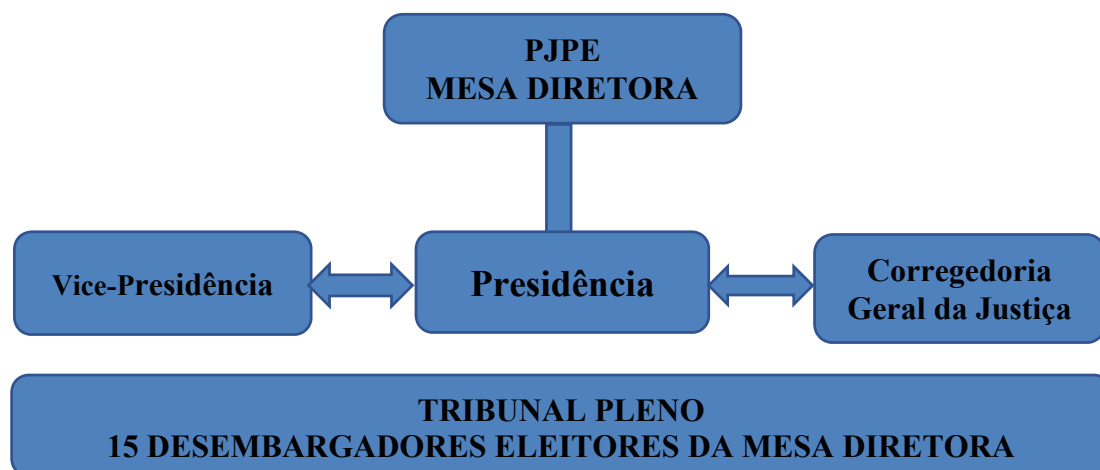 PJPE
MESA DIRETORA
Vice-Presidência
Presidência
Corregedoria
Geral da Justiça
TRIBUNAL PLENO
15 DESEMBARGADORES ELEITORES DA MESA DIRETORA